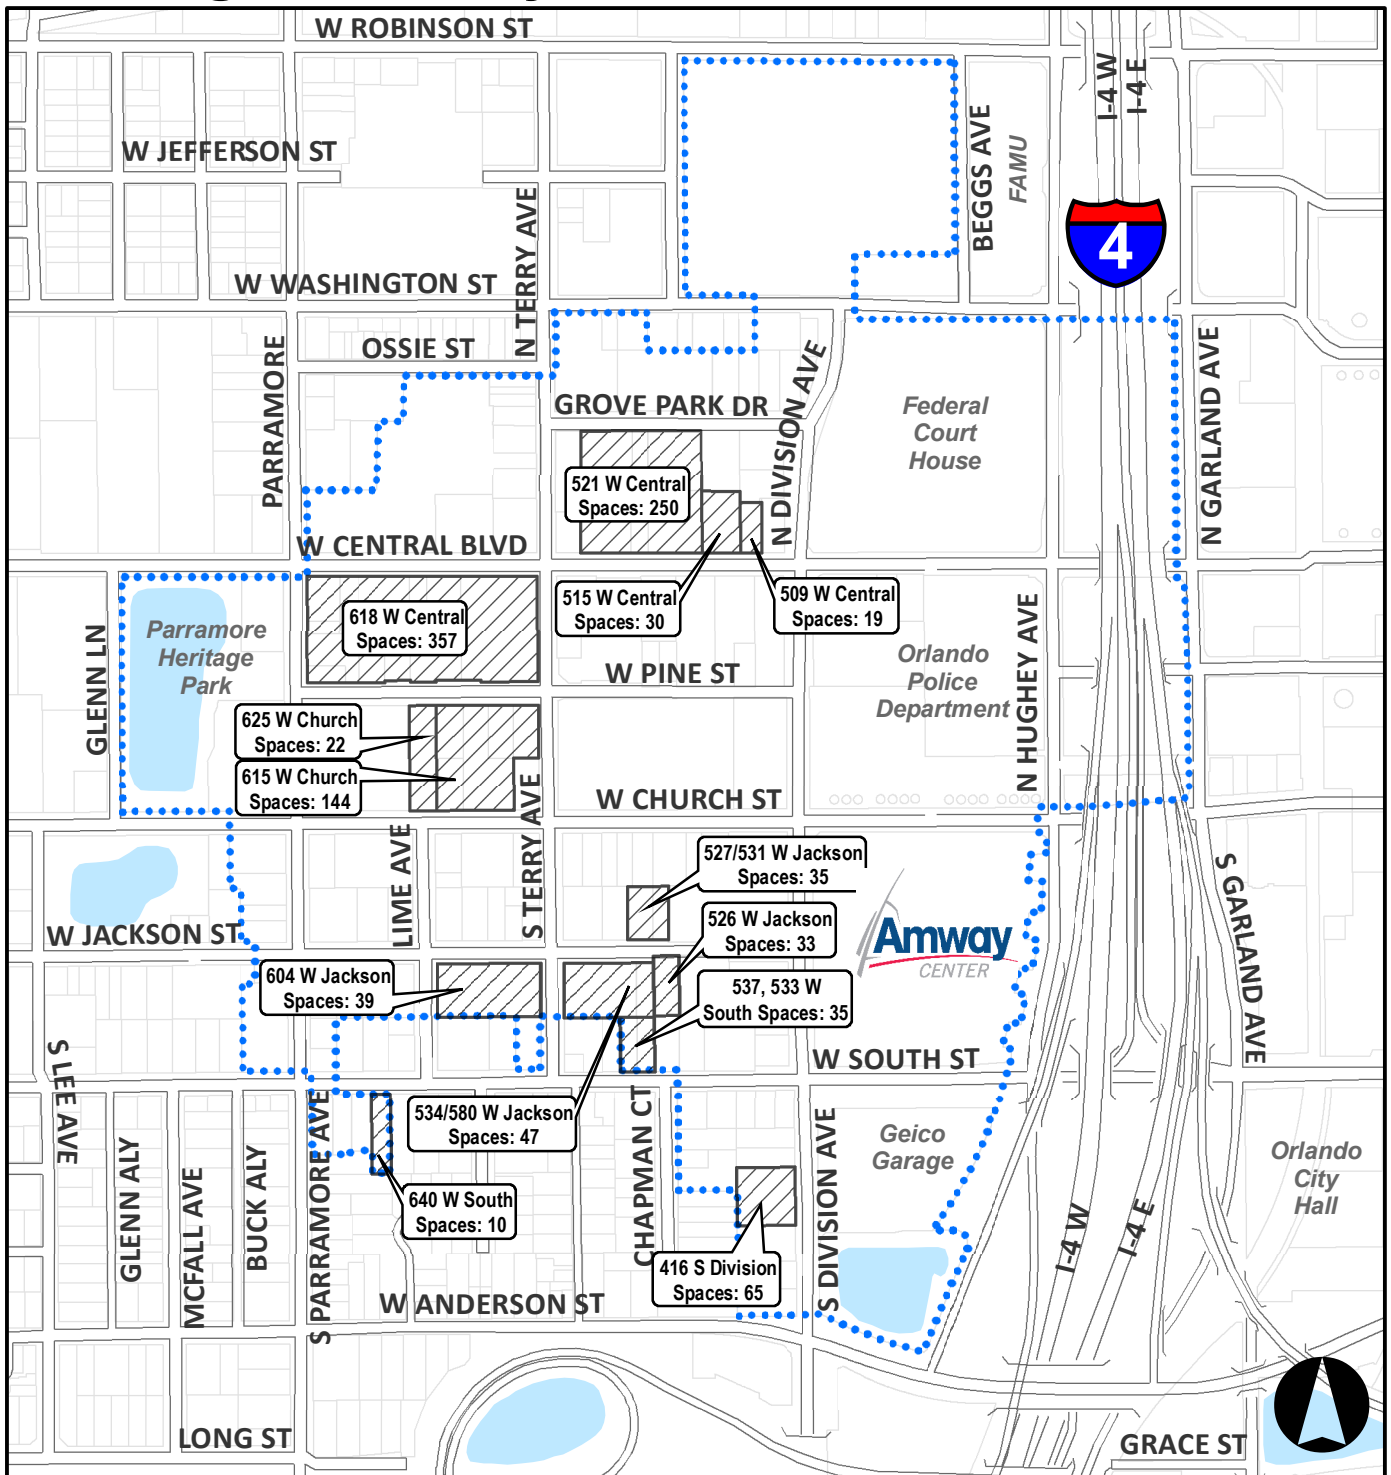 W ROBINSON ST
I-4 W
I-4 E
W JEFFERSON ST
BEGGS AVE
FAMU
N TERRY AVE
4
W WASHINGTON ST
OSSIE ST
PARRAMORE
N DIVISION AVE
N GARLAND AVE
GROVE PARK DR
Federal
Court
House
521 W Central
Spaces: 250
W CENTRAL BLVD
515 W Central
Spaces: 30
509 W Central
Spaces: 19
618 W Central
Spaces: 357
Parramore
Heritage
Park
GLENN LN
W PINE ST
Orlando
Police
Department
N HUGHEY AVE
625 W Church
Spaces: 22
615 W Church
Spaces: 144
W CHURCH ST
S TERRY AVE
LIME AVE
527/531 W Jackson
Spaces: 35
S GARLAND AVE
W JACKSON ST
526 W Jackson
Spaces: 33
Amway
CENTER
604 W Jackson
Spaces: 39
537, 533 W
South Spaces: 35
W SOUTH ST
S LEE AVE
GLENN ALY
MCFALL AVE
BUCK ALY
S PARRAMORE AVE
534/580 W Jackson
Spaces: 47
CHAPMAN CT
S DIVISION AVE
Geico
Garage
Orlando
City
Hall
640 W South
Spaces: 10
416 S Division
Spaces: 65
I-4 W
I-4 E
W ANDERSON ST
LONG ST
GRACE ST